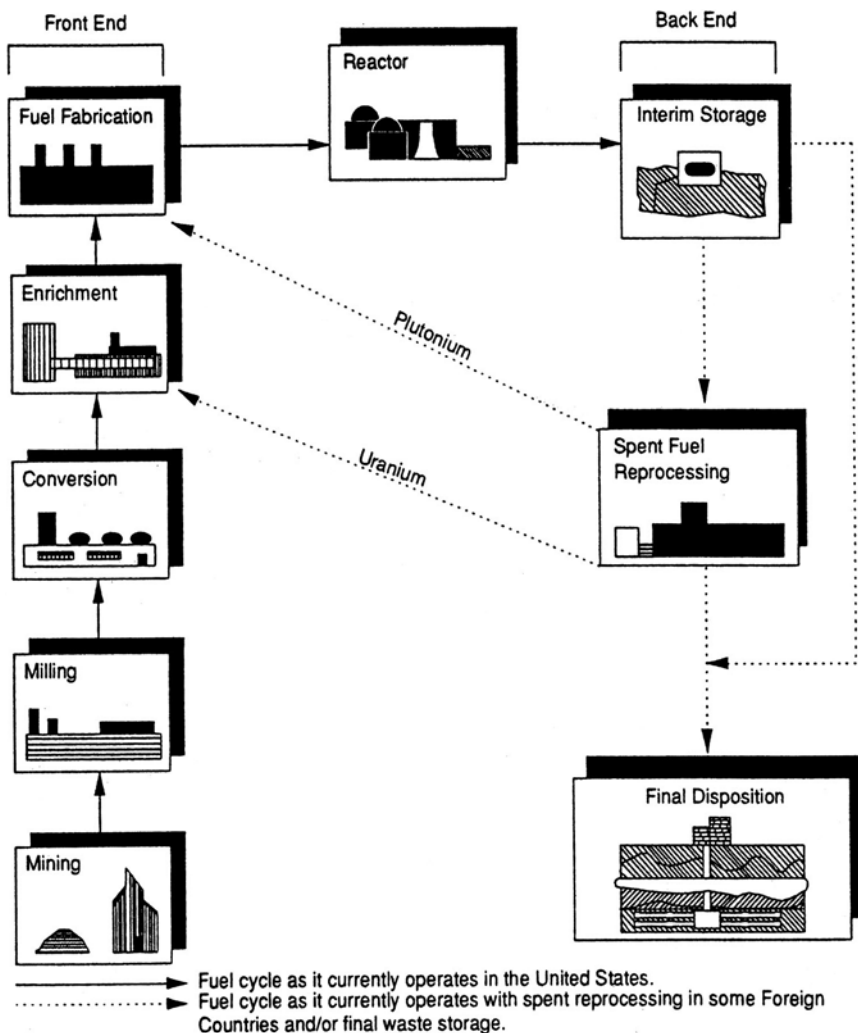 Front End
Back End
Reactor
Fuel Fabrication
Interim Storage
Enrichment
Plutonium
Spent Fuel
Reprocessing
Uranium
Conversion
Milling
Final Disposition
Mining
Fuel cycle as it currently operates in the United States.
Fuel cycle as it currently operates with spent reprocessing in some Foreign
Countries and/or final waste storage.